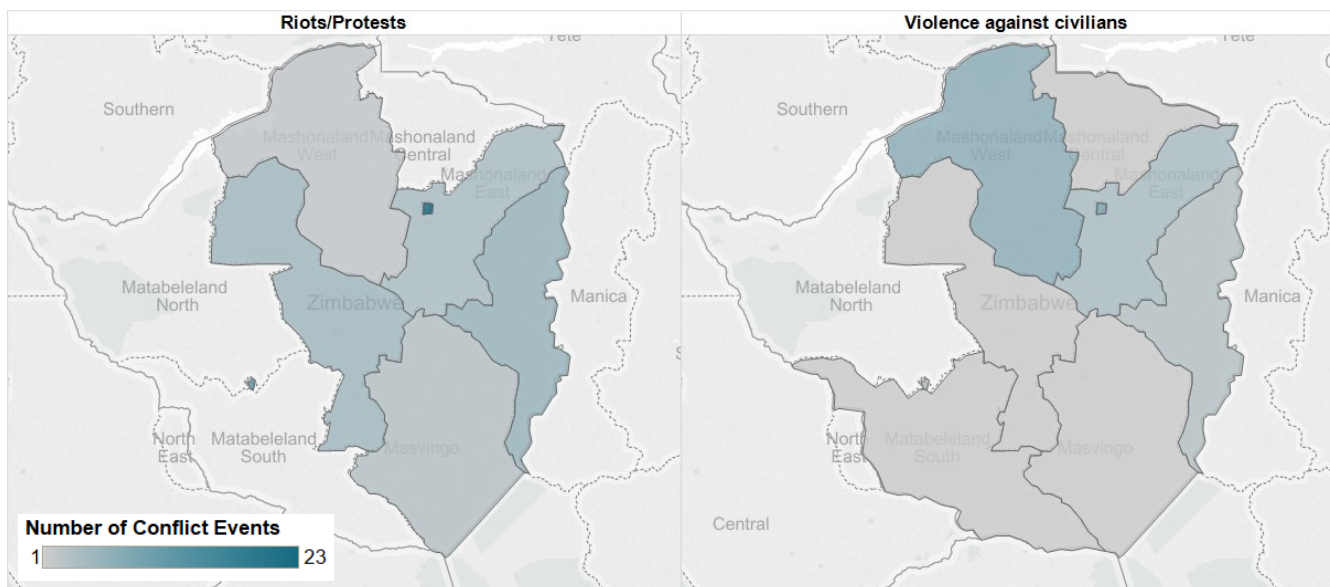 Riots/Protests
Tete
Southern
Mashonaland
West
Mashonaland
Central
Mashonaland
East
Matabeleland
North
Zimbabwe
Manica
North
East
Matabeleland
South
Masvingo
Number of Conflict Events
1 23
Violence against civilians
Tete
Southern
Mashonaland
West
Mashonaland
Central
Mashonaland
East
Matabeleland
North
Zimbabwe
Manica
North
East
Matabeleland
South
Masvingo
Central